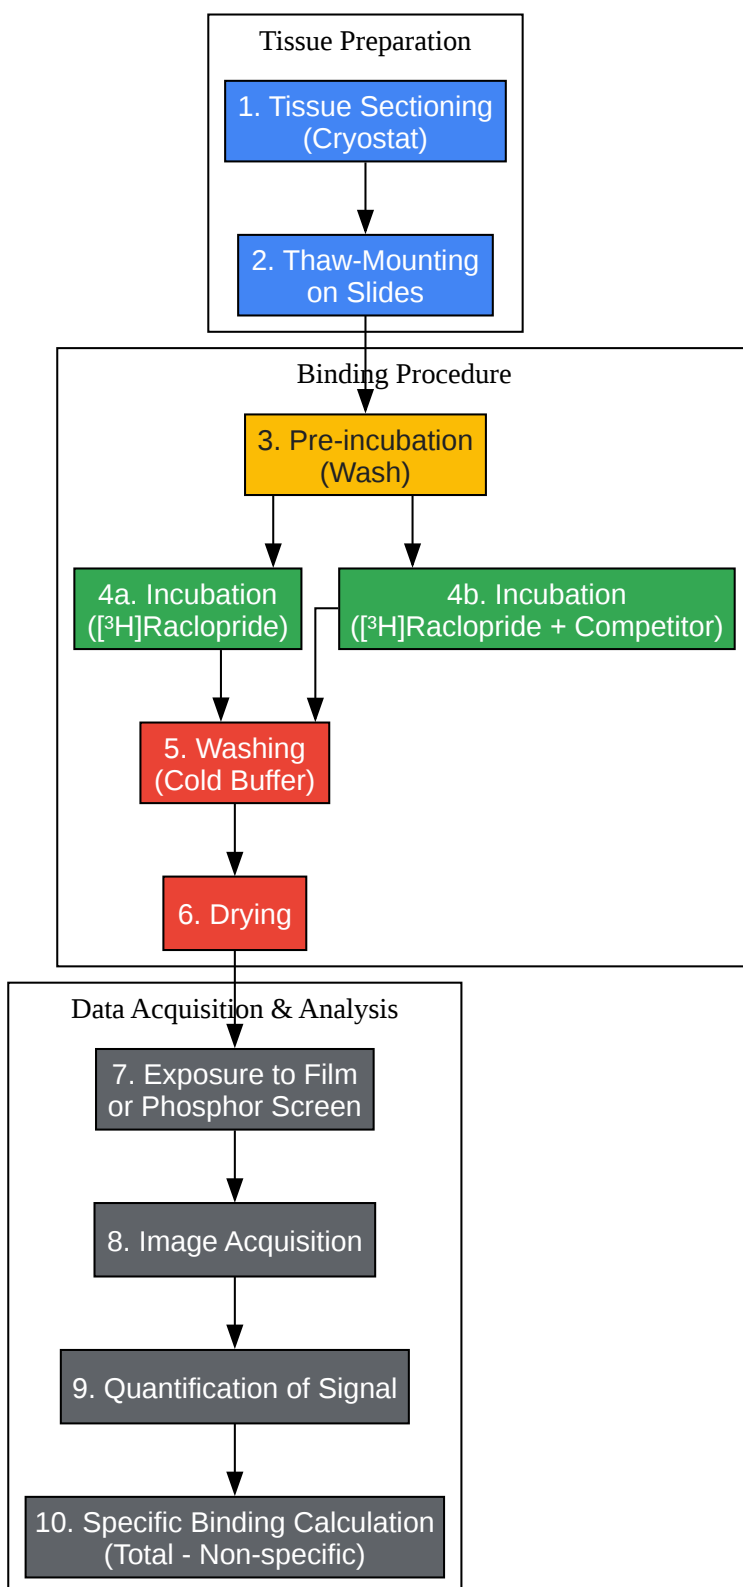 Tissue Preparation
1. Tissue Sectioning
(Cryostat)
2. Thaw-Mounting
on Slides
Binding Procedure
3. Pre-incubation
(Wash)
4a. Incubation
([³H]Raclopride)
4b. Incubation
([³H]Raclopride + Competitor)
5. Washing
(Cold Buffer)
6. Drying
Data Acquisition & Analysis
7. Exposure to Film
or Phosphor Screen
8. Image Acquisition
9. Quantification of Signal
10. Specific Binding Calculation
(Total - Non-specific)